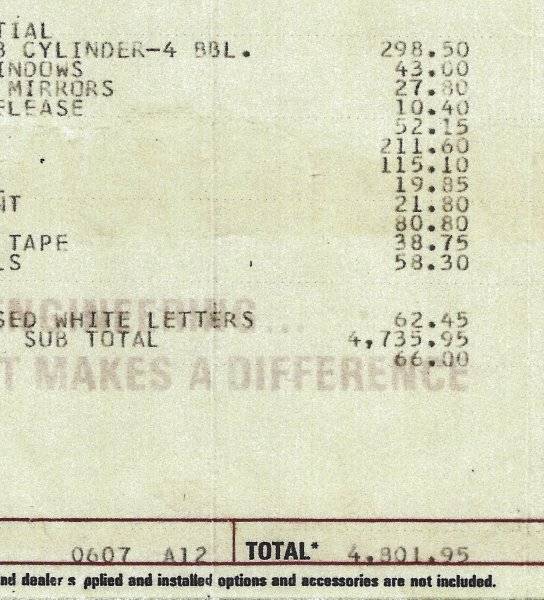 TIAL
8 CYLINDER-4 BBL. 298.50
INDOWS 43.00
MIRRORS 27.80
ELEASE 10.40
52.15
211.60
115.10
19.85
NT 21.80
80.80
TAPE 38.75
LS 58.30
ENGINEERING...
SED WHITE LETTERS 62.45
SUB TOTAL 4,735.95
66.00
T MAKES A DIFFERENCE
0607 A12 TOTAL* 4,801.95
nd dealer s applied and installed options and accessories are not included.